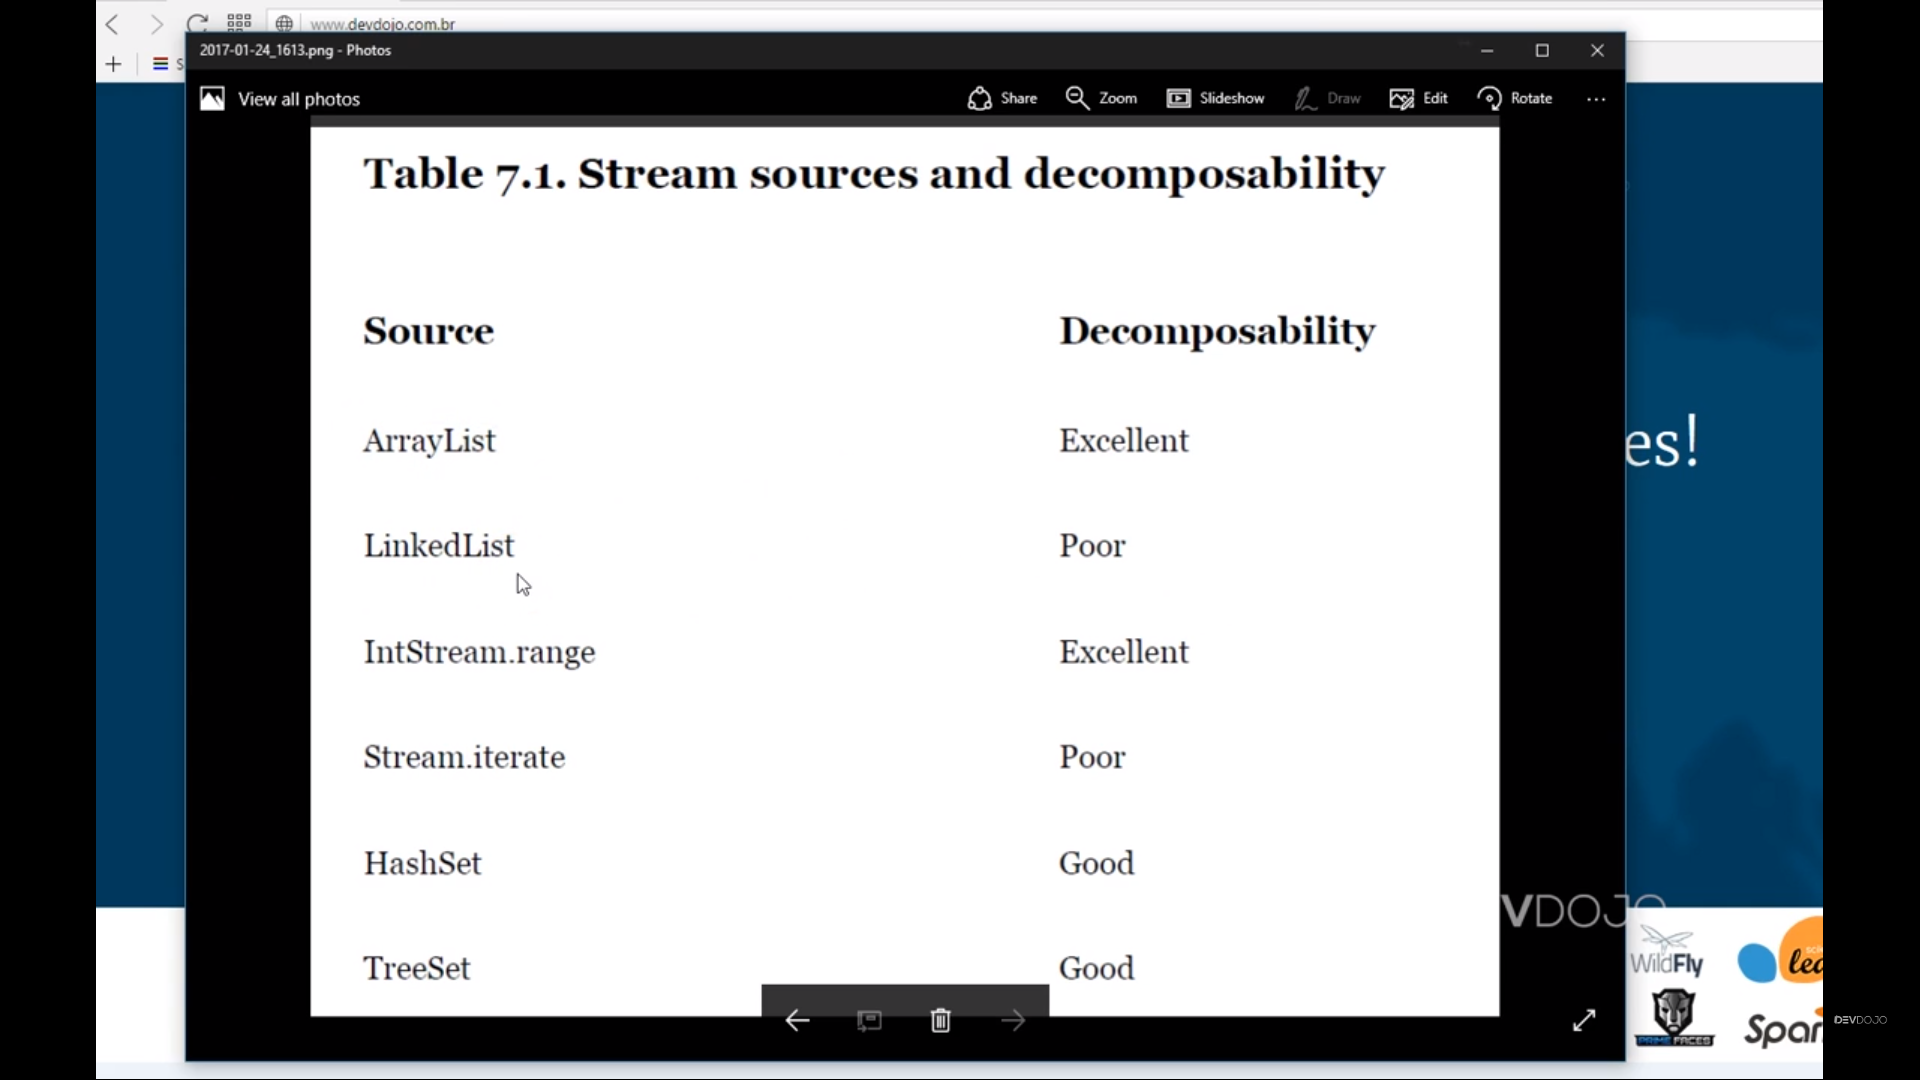 www.devdojo.com.br
2017-01-24_1613.png - Photos
View all photos
Share
Zoom
Slideshow
Draw
Edit
Rotate
Table 7.1. Stream sources and decomposability
Source Decomposability
ArrayList Excellent
LinkedList Poor
IntStream.range Excellent
Stream.iterate Poor
HashSet Good
TreeSet Good
es!
VDOJO
WildFly
lea
PRIME FACES
Spar
DEVDOJO